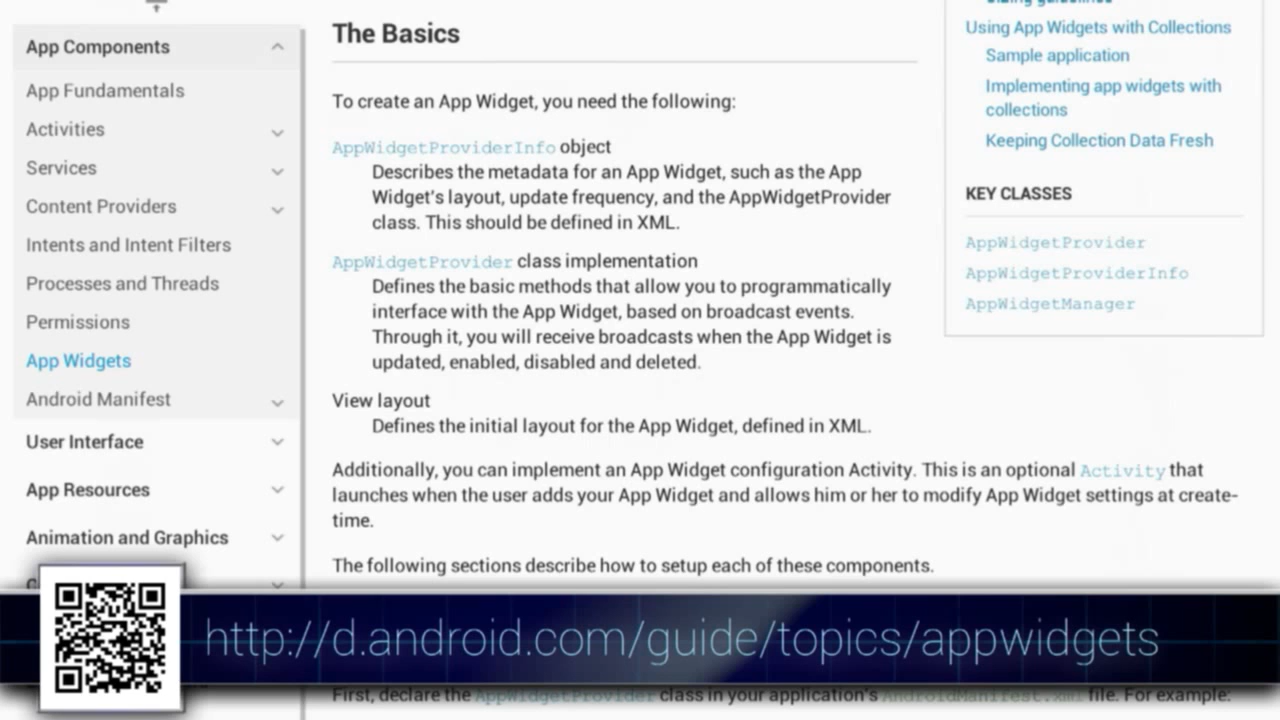 App Components
App Fundamentals
Activities
Services
Content Providers
Intents and Intent Filters
Processes and Threads
Permissions
App Widgets
Android Manifest
User Interface
App Resources
Animation and Graphics
The Basics
To create an App Widget, you need the following:
AppWidgetProviderInfo object
Describes the metadata for an App Widget, such as the App
Widget's layout, update frequency, and the AppWidgetProvider
class. This should be defined in XML.
AppWidgetProvider class implementation
Defines the basic methods that allow you to programmatically
interface with the App Widget, based on broadcast events.
Through it, you will receive broadcasts when the App Widget is
updated, enabled, disabled and deleted.
View layout
Defines the initial layout for the App Widget, defined in XML.
Additionally, you can implement an App Widget configuration Activity. This is an optional Activity that
launches when the user adds your App Widget and allows him or her to modify App Widget settings at create-
time.
The following sections describe how to setup each of these components.
First, declare the AppWidgetProvider class in your application's AndroidManifest.xml file. For example:
Sizing guidelines
Using App Widgets with Collections
Sample application
Implementing app widgets with
collections
Keeping Collection Data Fresh
KEY CLASSES
AppWidgetProvider
AppWidgetProviderInfo
AppWidgetManager
http://d.android.com/guide/topics/appwidgets